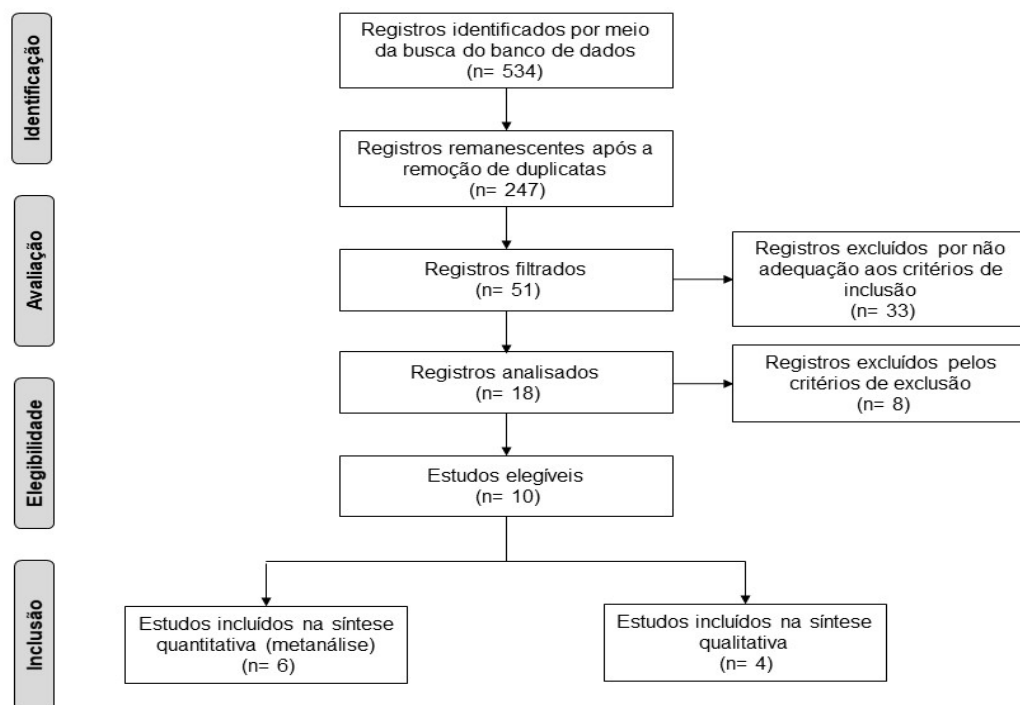 Identificação
Registros identificados por meio
da busca do banco de dados
(n= 534)
Registros remanescentes após a
remoção de duplicatas
(n= 247)
Avaliação
Registros filtrados
(n= 51)
Registros excluídos por não
adequação aos critérios de
inclusão
(n= 33)
Registros analisados
(n= 18)
Registros excluídos pelos
critérios de exclusão
(n= 8)
Elegibilidade
Estudos elegíveis
(n= 10)
Inclusão
Estudos incluídos na síntese
quantitativa (metanálise)
(n= 6)
Estudos incluídos na síntese
qualitativa
(n= 4)